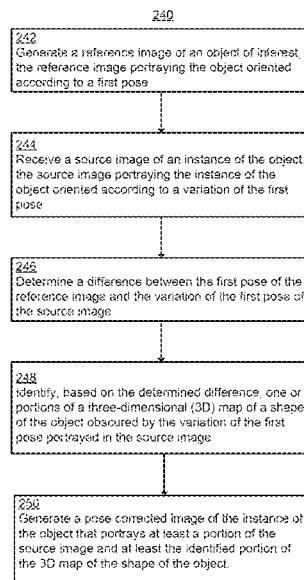 240
242
Generate a reference image of an object of interest,
the reference image portraying the object oriented
according to a first pose
244
Receive a source image of an instance of the object,
the source image portraying the instance of the
object oriented according to a variation of the first
pose
246
Determine a difference between the first pose of the
reference image and the variation of the first pose of
the source image
248
Identify, based on the determined difference, one or
portions of a three-dimensional (3D) map of a shape
of the object obscured by the variation of the first
pose portrayed in the source image
250
Generate a pose corrected image of the instance of
the object that portrays at least a portion of the
source image and at least the identified portion of
the 3D map of the shape of the object.